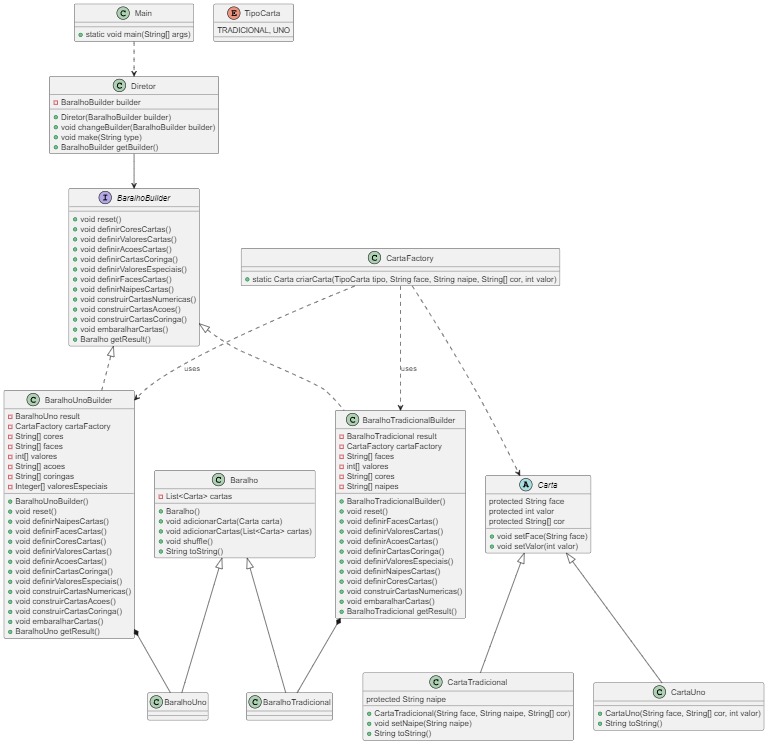 C Main
static void main(String[] args)
E TipoCarta
TRADICIONAL, UNO
C Diretor
BaralhoBuilder builder
Diretor(BaralhoBuilder builder)
void changeBuilder(BaralhoBuilder builder)
void make(String type)
BaralhoBuilder getBuilder()
I BaralhoBuilder
void reset()
void definirCoresCartas()
void definirValoresCartas()
void definirAcoesCartas()
void definirCartasCoringa()
void definirValoresEspeciais()
void definirFacesCartas()
void definirNaipesCartas()
void construirCartasNumericas()
void construirCartasAcoes()
void construirCartasCoringa()
void embaralharCartas()
Baralho getResult()
C CartaFactory
static Carta criarCarta(TipoCarta tipo, String face, String naipe, String[] cor, int valor)
uses
uses
C BaralhoUnoBuilder
BaralhoUno result
CartaFactory cartaFactory
String[] cores
String[] faces
int[] valores
String[] acoes
String[] coringas
Integer[] valoresEspeciais
BaralhoUnoBuilder()
void reset()
void definirNaipesCartas()
void definirFacesCartas()
void definirCoresCartas()
void definirValoresCartas()
void definirAcoesCartas()
void definirCartasCoringa()
void definirValoresEspeciais()
void construirCartasNumericas()
void construirCartasAcoes()
void construirCartasCoringa()
void embaralharCartas()
BaralhoUno getResult()
C Baralho
List<Carta> cartas
Baralho()
void adicionarCarta(Carta carta)
void adicionarCartas(List<Carta> cartas)
void shuffle()
String toString()
C BaralhoTradicionalBuilder
BaralhoTradicional result
CartaFactory cartaFactory
String[] faces
int[] valores
String[] cores
String[] naipes
BaralhoTradicionalBuilder()
void reset()
void definirFacesCartas()
void definirValoresCartas()
void definirAcoesCartas()
void definirCartasCoringa()
void definirValoresEspeciais()
void definirNaipesCartas()
void definirCoresCartas()
void construirCartasNumericas()
void embaralharCartas()
BaralhoTradicional getResult()
A Carta
protected String face
protected int valor
protected String[] cor
void setFace(String face)
void setValor(int valor)
C BaralhoUno
C BaralhoTradicional
C CartaTradicional
protected String naipe
CartaTradicional(String face, String naipe, String[] cor)
void setNaipe(String naipe)
String toString()
C CartaUno
CartaUno(String face, String[] cor, int valor)
String toString()